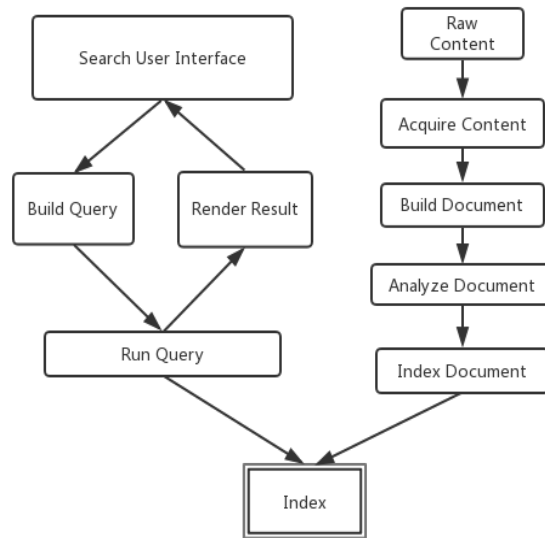 Search User Interface
Raw
Content
Acquire Content
Build Query
Render Result
Build Document
Analyze Document
Run Query
Index Document
Index